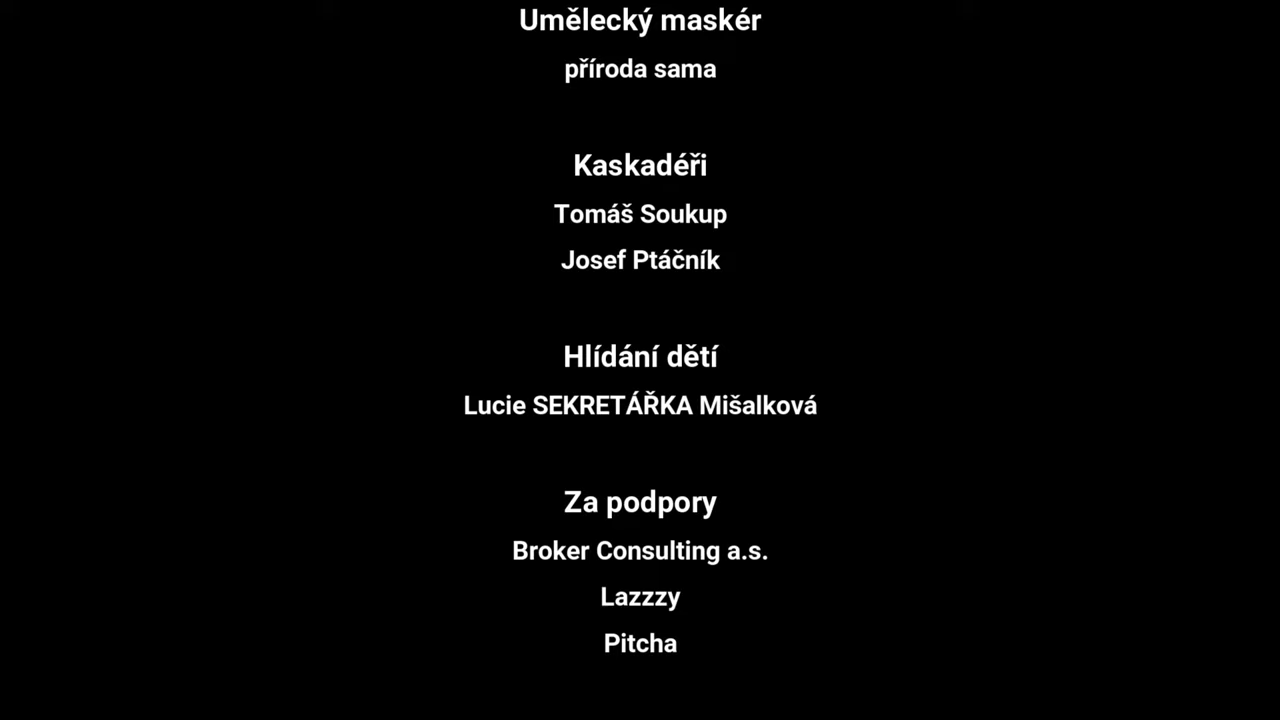 Umělecký maskér
příroda sama
Kaskadéři
Tomáš Soukup
Josef Ptáčník
Hlídání dětí
Lucie SEKRETÁŘKA Mišalková
Za podpory
Broker Consulting a.s.
Lazzzy
Pitcha